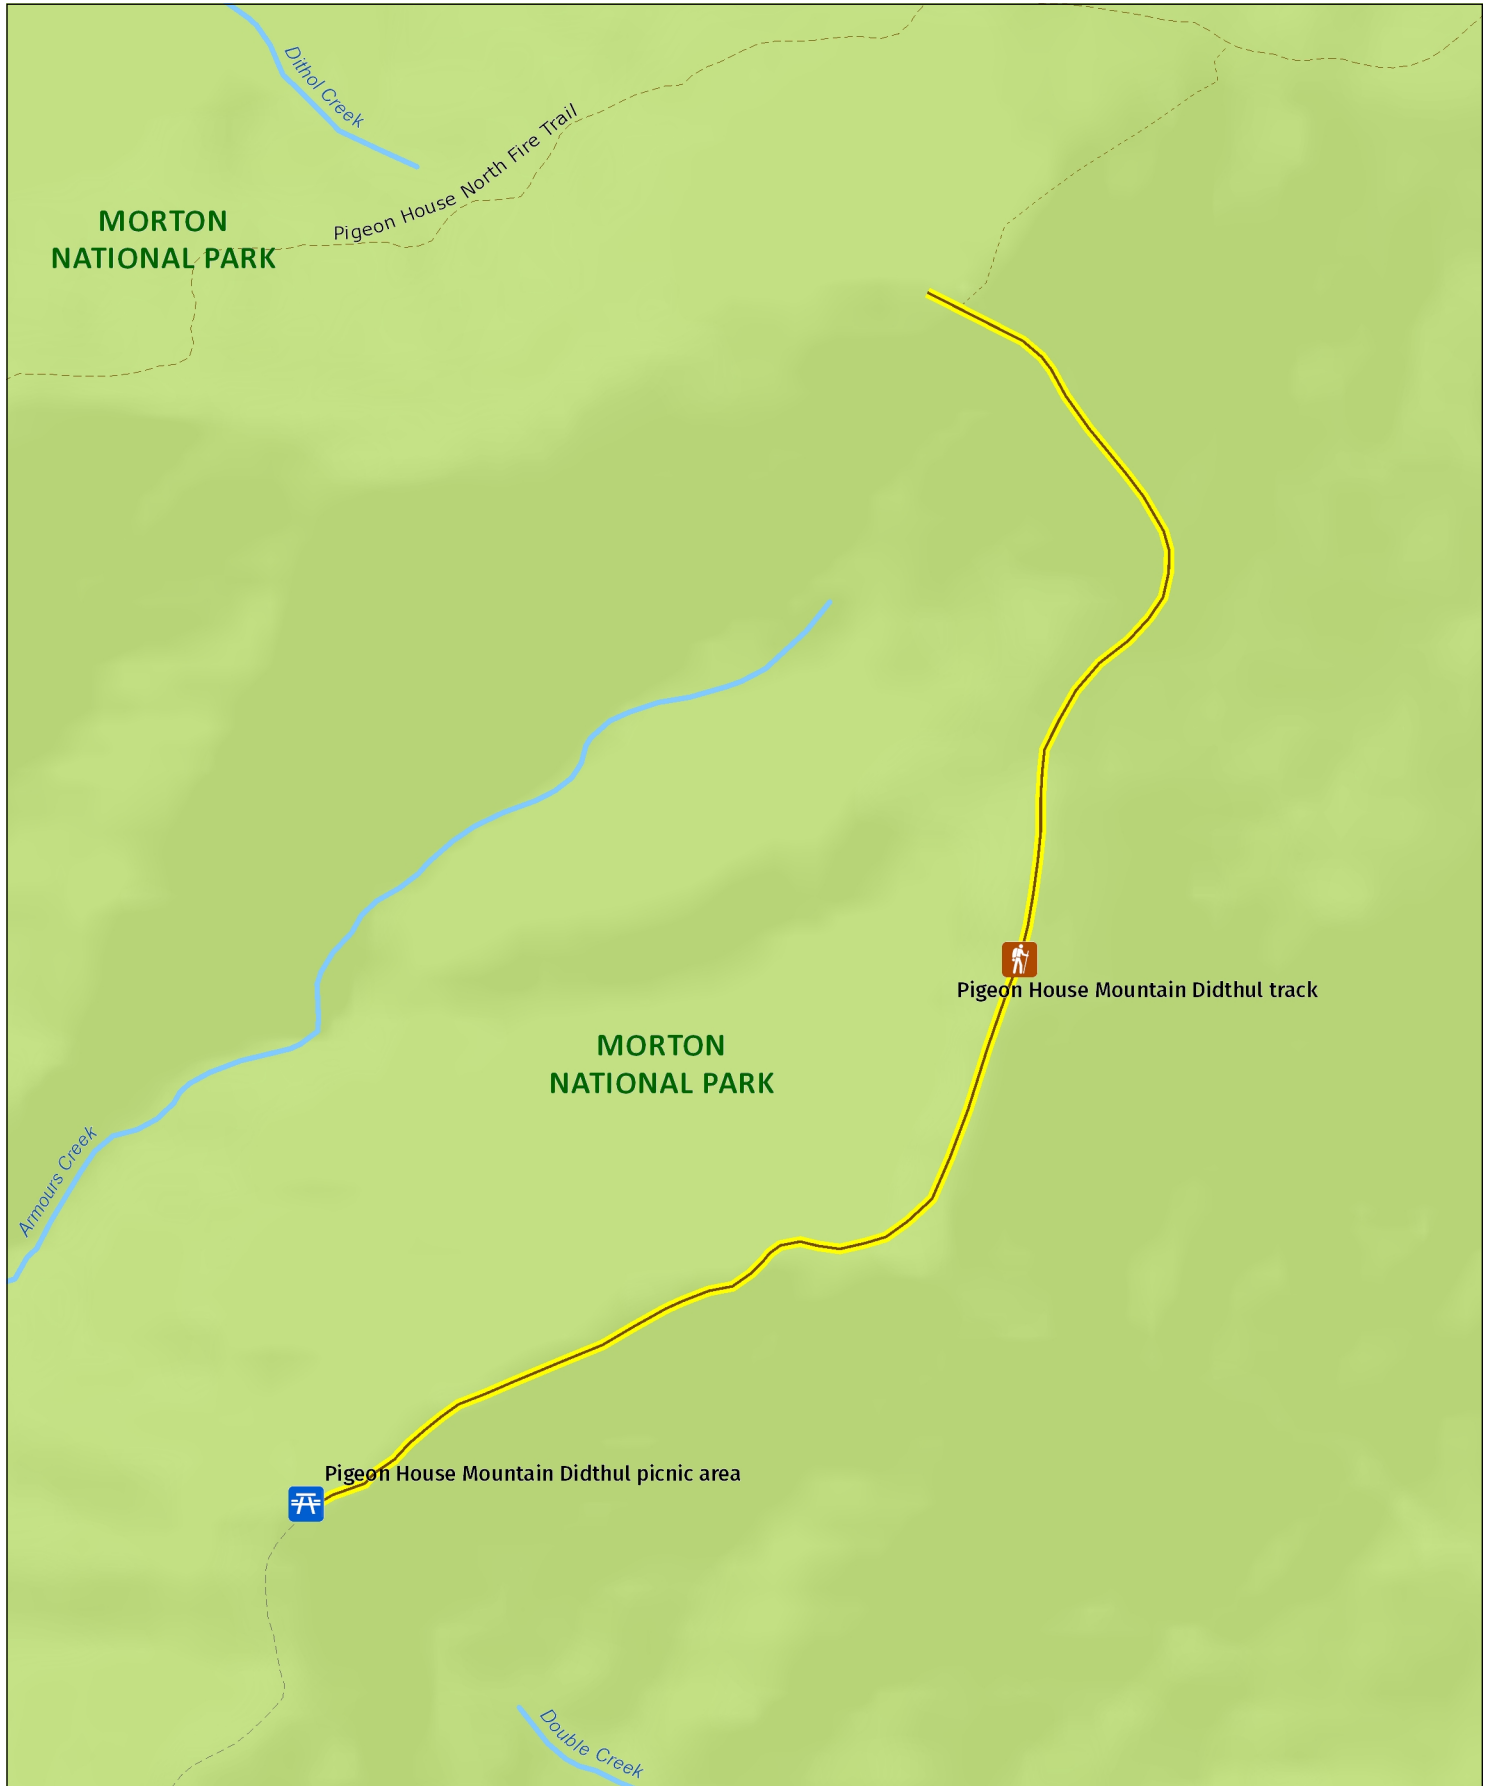 Dithol Creek
Pigeon House North Fire Trail
MORTON
NATIONAL PARK
Pigeon House Mountain Didthul track
MORTON
NATIONAL PARK
Armours Creek
Pigeon House Mountain Didthul picnic area
Double Creek